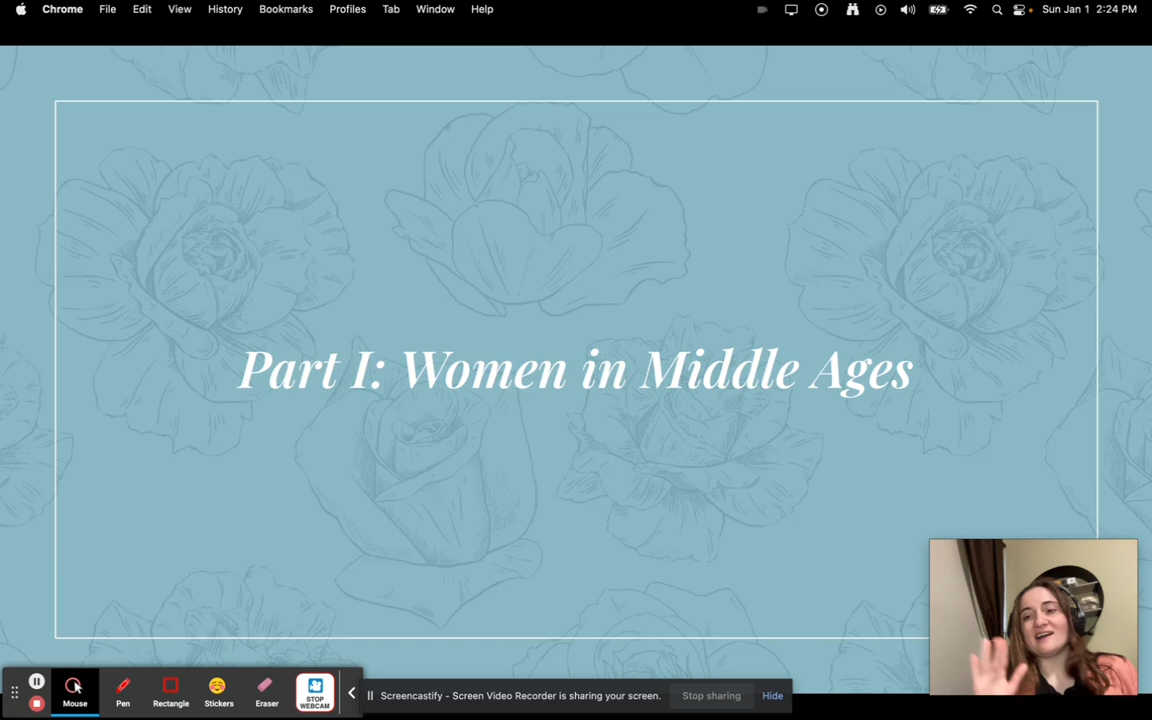 Chrome File Edit View History Bookmarks Profiles Tab Window Help Sun Jan 1 2:24 PM
Part I: Women in Middle Ages
Mouse Pen Rectangle Stickers Eraser STOP WEBCAM
Screencastify - Screen Video Recorder is sharing your screen. Stop sharing Hide